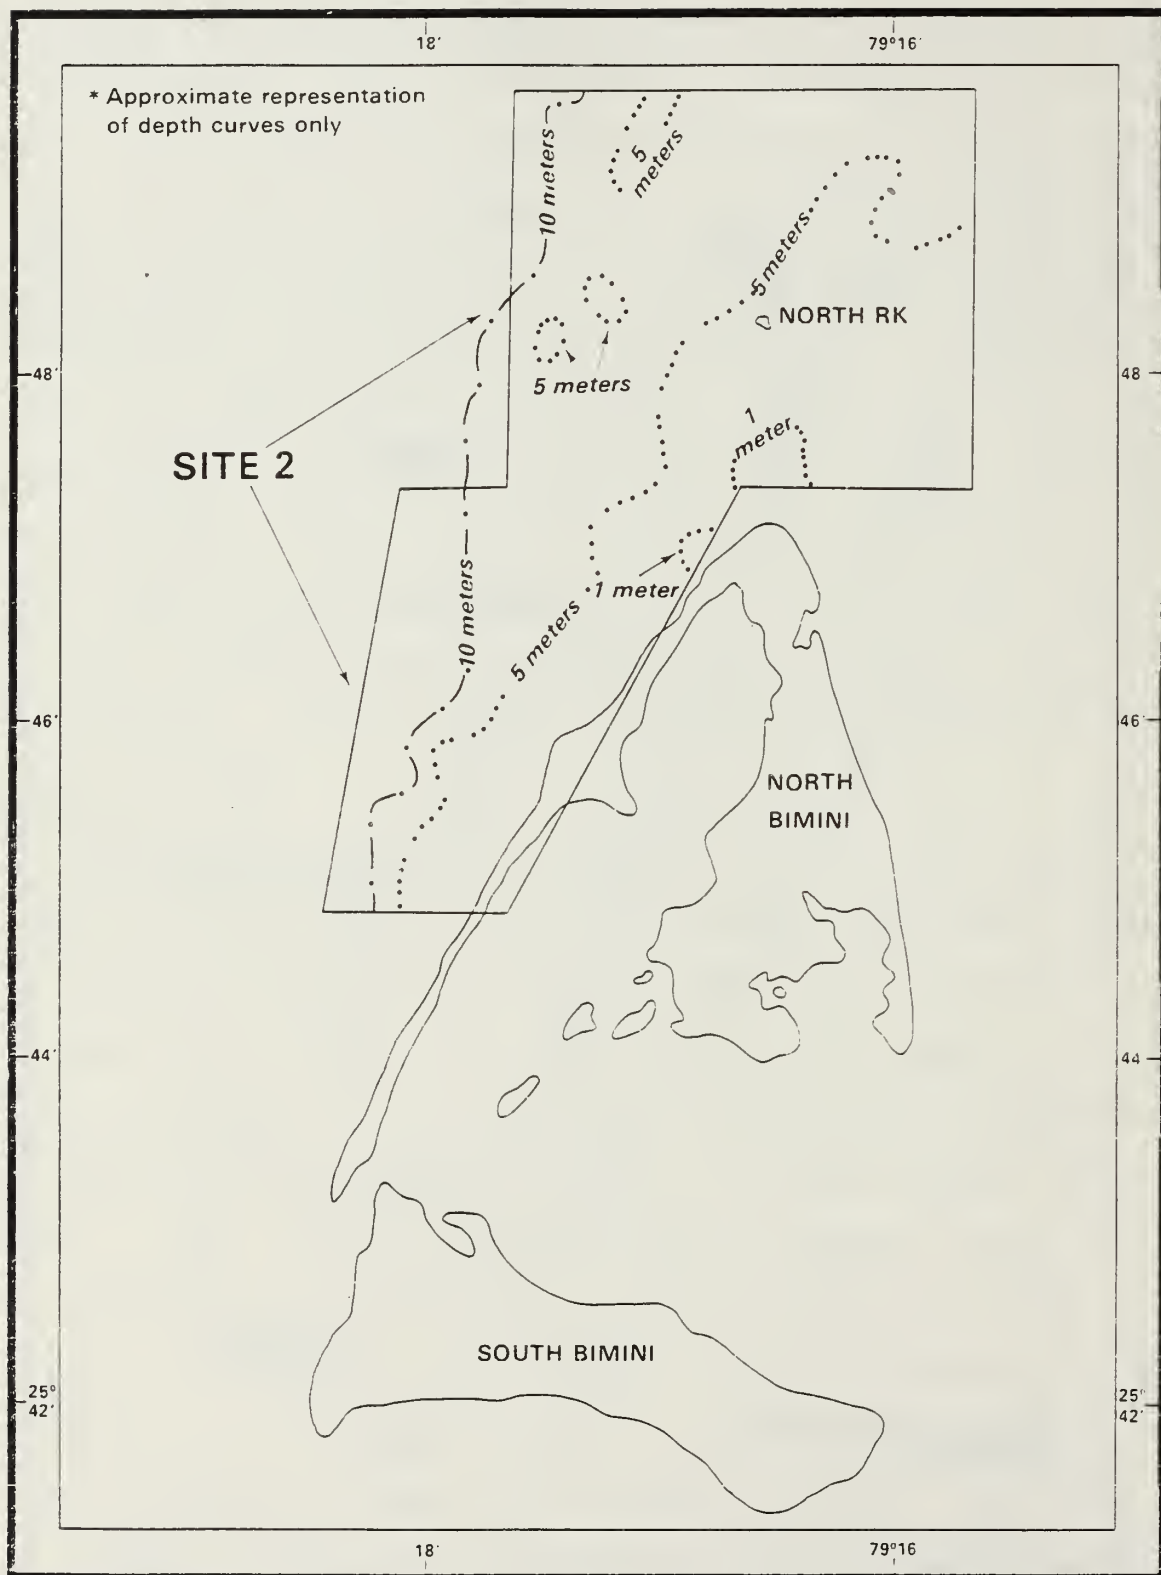 18'
79°16'
* Approximate representation
of depth curves only
10 meters
5
meters
5 meters
NORTH RK
48'
5 meters
48
1
meter
SITE 2
10 meters
1 meter
5 meters
46'
46'
NORTH
BIMINI
44'
44
SOUTH BIMINI
25°
42'
25°
42'
18'
79°16